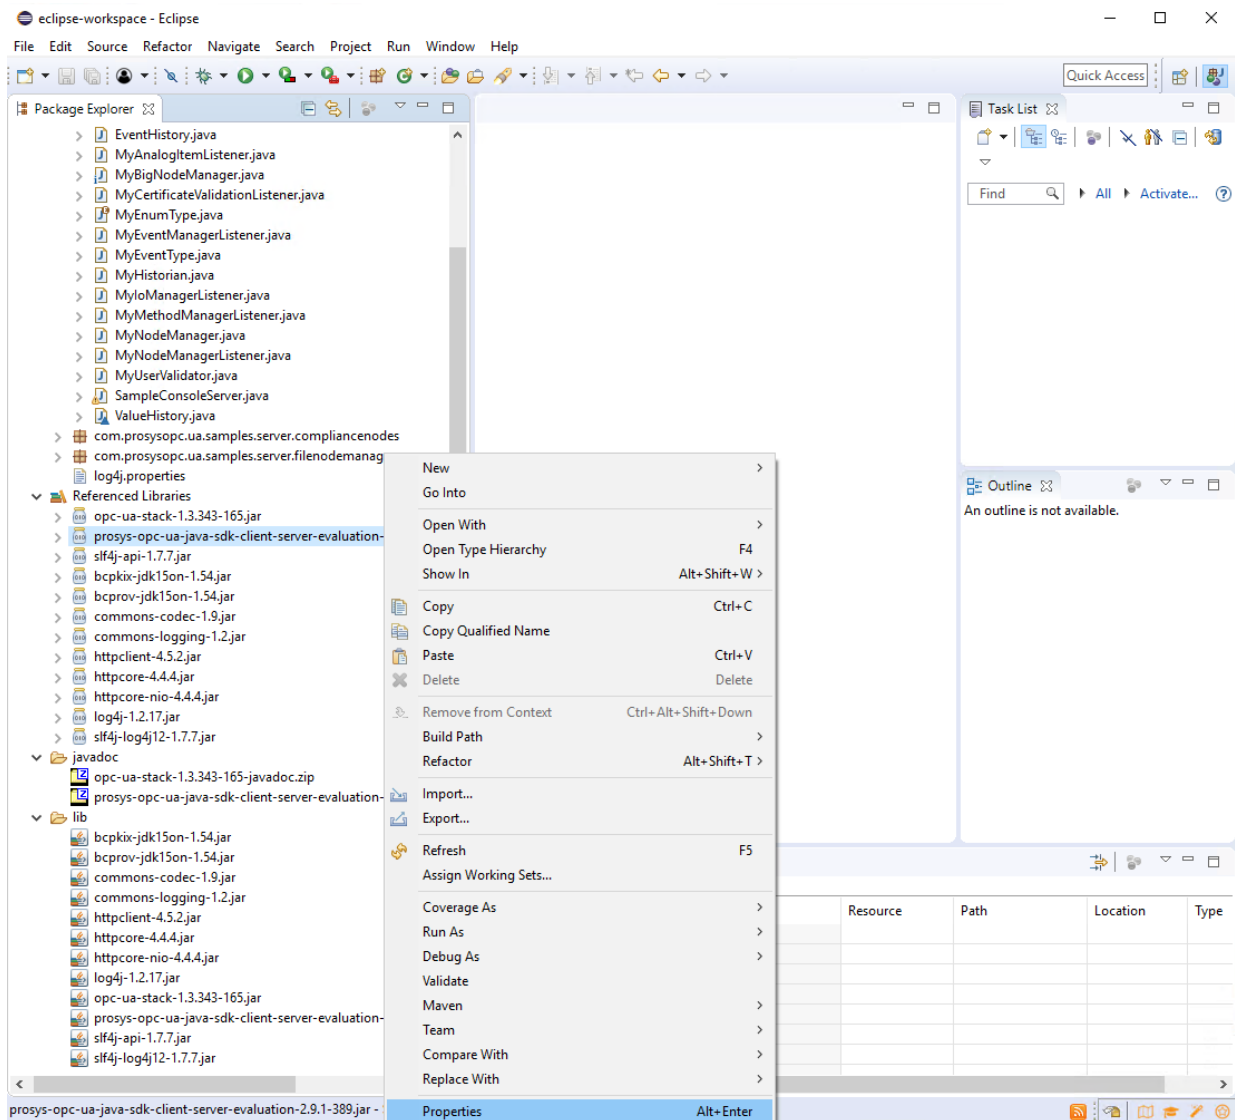 eclipse-workspace - Eclipse
File Edit Source Refactor Navigate Search Project Run Window Help
Quick Access
Package Explorer
EventHistory.java
MyAnalogItemListener.java
MyBigNodeManager.java
MyCertificateValidationListener.java
MyEnumType.java
MyEventManagerListener.java
MyEventType.java
MyHistorian.java
MyIoManagerListener.java
MyMethodManagerListener.java
MyNodeManager.java
MyNodeManagerListener.java
MyUserValidator.java
SampleConsoleServer.java
ValueHistory.java
com.prosysopc.ua.samples.server.compliancenodes
com.prosysopc.ua.samples.server.filenodemanag
log4j.properties
Referenced Libraries
opc-ua-stack-1.3.343-165.jar
prosys-opc-ua-java-sdk-client-server-evaluation-
slf4j-api-1.7.7.jar
bcpkix-jdk15on-1.54.jar
bcprov-jdk15on-1.54.jar
commons-codec-1.9.jar
commons-logging-1.2.jar
httpclient-4.5.2.jar
httpcore-4.4.4.jar
httpcore-nio-4.4.4.jar
log4j-1.2.17.jar
slf4j-log4j12-1.7.7.jar
javadoc
opc-ua-stack-1.3.343-165-javadoc.zip
prosys-opc-ua-java-sdk-client-server-evaluation-
lib
bcpkix-jdk15on-1.54.jar
bcprov-jdk15on-1.54.jar
commons-codec-1.9.jar
commons-logging-1.2.jar
httpclient-4.5.2.jar
httpcore-4.4.4.jar
httpcore-nio-4.4.4.jar
log4j-1.2.17.jar
opc-ua-stack-1.3.343-165.jar
prosys-opc-ua-java-sdk-client-server-evaluation-
slf4j-api-1.7.7.jar
slf4j-log4j12-1.7.7.jar
New
Go Into
Open With
Open Type Hierarchy F4
Show In Alt+Shift+W
Copy Ctrl+C
Copy Qualified Name
Paste Ctrl+V
Delete Delete
Remove from Context Ctrl+Alt+Shift+Down
Build Path
Refactor Alt+Shift+T
Import...
Export...
Refresh F5
Assign Working Sets...
Coverage As
Run As
Debug As
Validate
Maven
Team
Compare With
Replace With
Properties Alt+Enter
Task List
Find All Activate...
Outline
An outline is not available.
Resource Path Location Type
prosys-opc-ua-java-sdk-client-server-evaluation-2.9.1-389.jar -